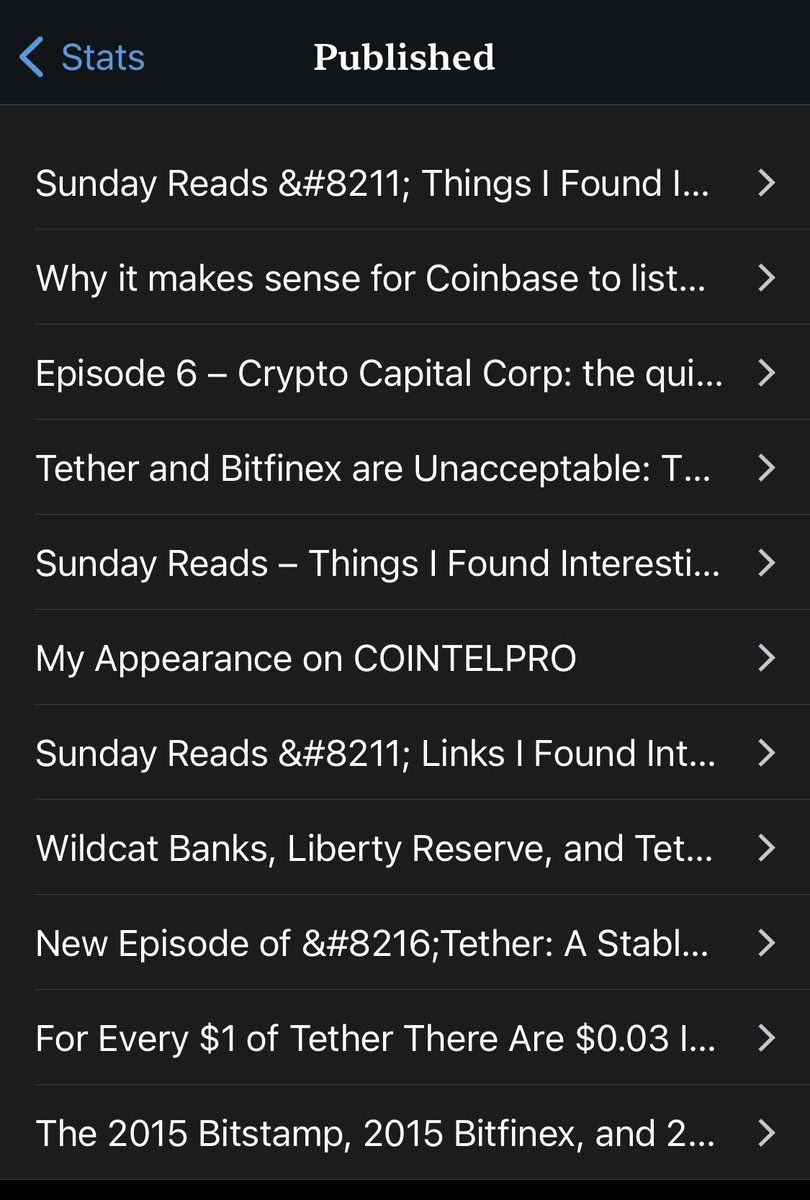 Stats
Published
Sunday Reads &#8211; Things I Found I...
Why it makes sense for Coinbase to list...
Episode 6 – Crypto Capital Corp: the qui...
Tether and Bitfinex are Unacceptable: T...
Sunday Reads – Things I Found Interesti...
My Appearance on COINTELPRO
Sunday Reads &#8211; Links I Found Int...
Wildcat Banks, Liberty Reserve, and Tet...
New Episode of &#8216;Tether: A Stabl...
For Every $1 of Tether There Are $0.03 I...
The 2015 Bitstamp, 2015 Bitfinex, and 2...